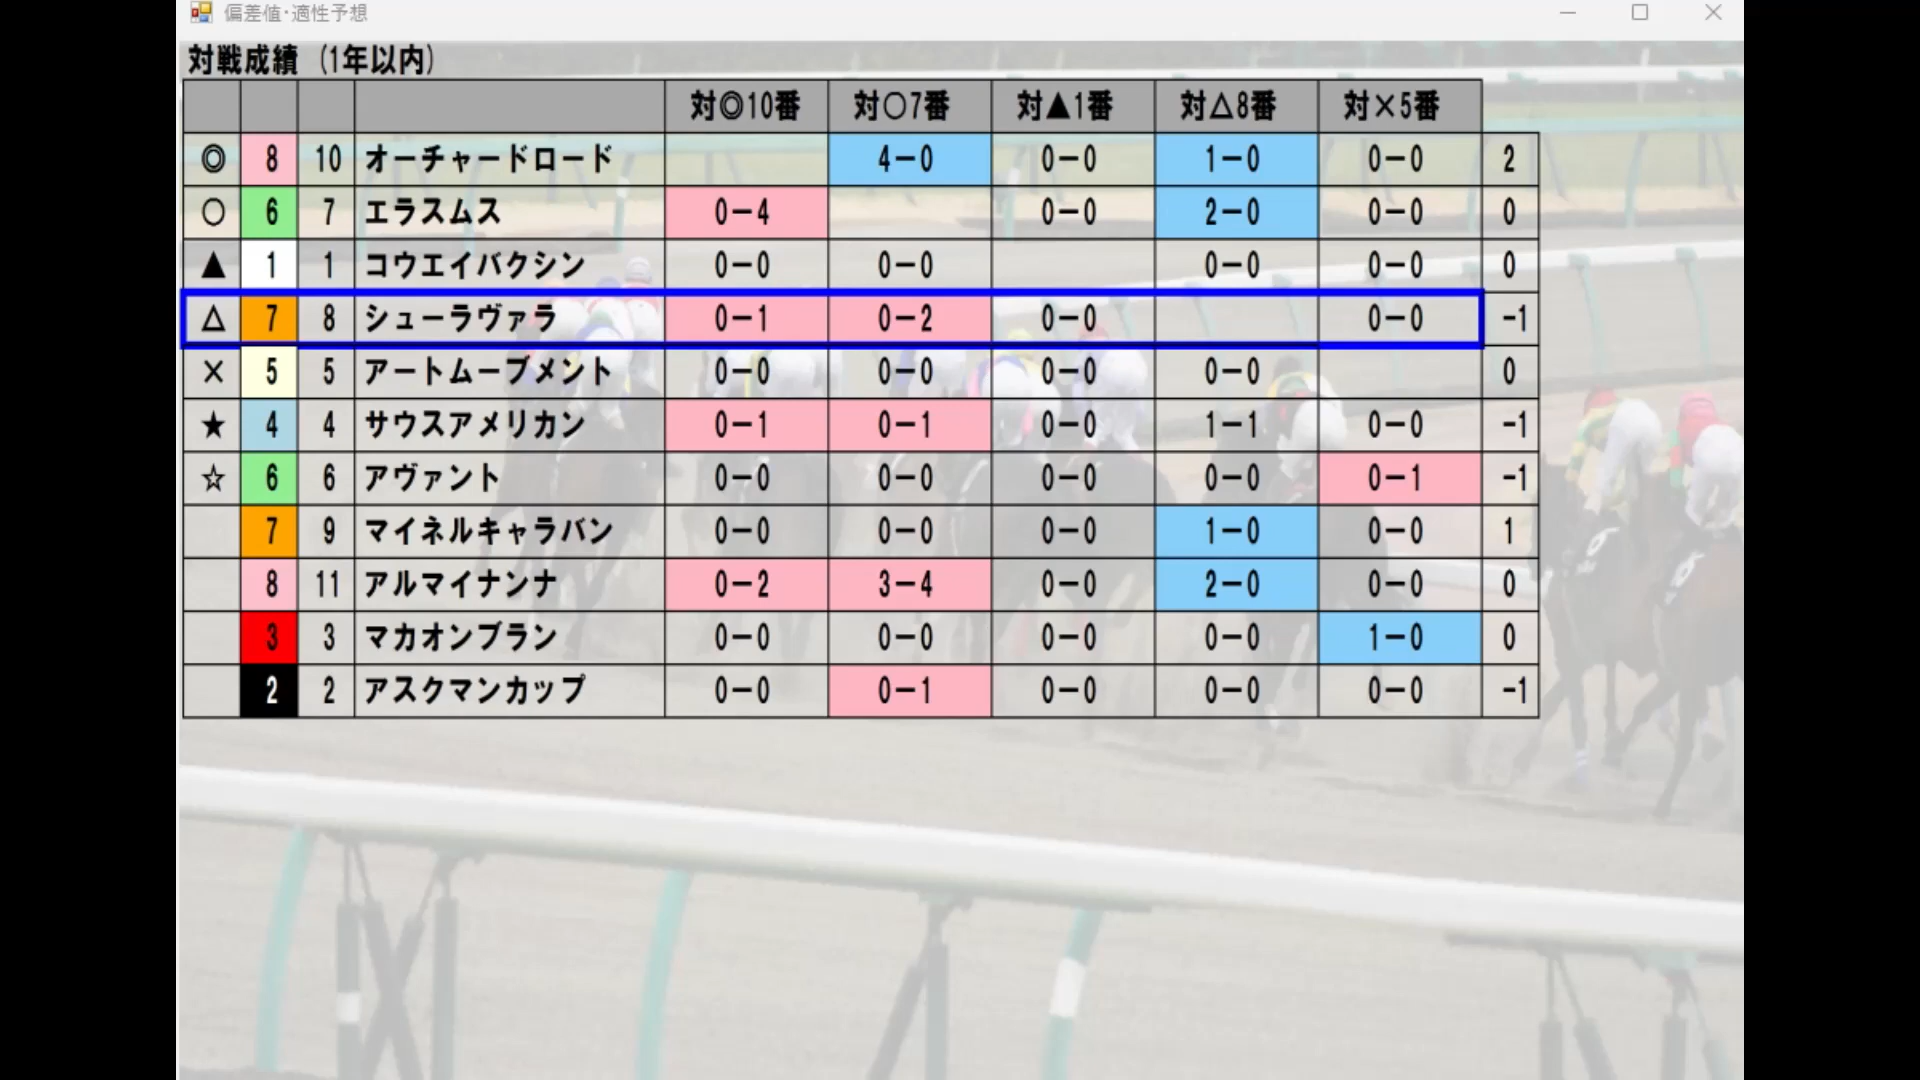 偏差値・適性予想
対戦成績 (1年以内)
対◎10番 対○7番 対▲1番 対△8番 対×5番
◎ 8 10 オーチャードロード 4-0 0-0 1-0 0-0 2
○ 6 7 エラスムス 0-4 0-0 2-0 0-0 0
▲ 1 1 コウエイバクシン 0-0 0-0 0-0 0-0 0
△ 7 8 シューラヴァラ 0-1 0-2 0-0 0-0 -1
× 5 5 アートムーブメント 0-0 0-0 0-0 0-0 0
★ 4 4 サウスアメリカン 0-1 0-1 0-0 1-1 0-0 -1
☆ 6 6 アヴァント 0-0 0-0 0-0 0-0 0-1 -1
7 9 マイネルキャラバン 0-0 0-0 0-0 1-0 0-0 1
8 11 アルマイナンナ 0-2 3-4 0-0 2-0 0-0 0
3 3 マカオンブラン 0-0 0-0 0-0 0-0 1-0 0
2 2 アスクマンカップ 0-0 0-1 0-0 0-0 0-0 -1